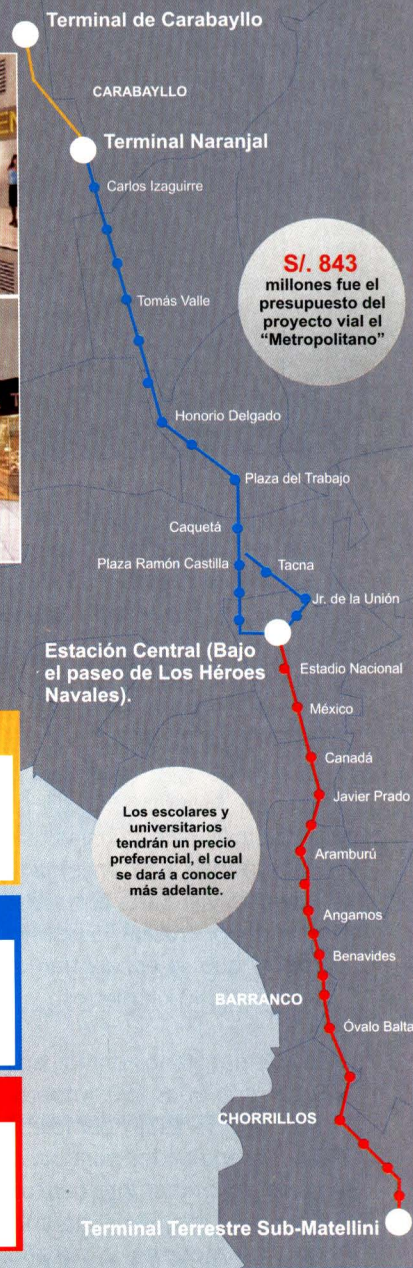 Terminal de Carabayllo
CARABAYLLO
Terminal Naranjal
Carlos Izaguirre
S/. 843
millones fue el
presupuesto del
proyecto vial el
“Metropolitano”
Tomás Valle
Honorio Delgado
Plaza del Trabajo
Caquetá
Plaza Ramón Castilla
Tacna
Jr. de la Unión
Estación Central (Bajo
el paseo de Los Héroes
Navales).
Estadio Nacional
México
Canadá
Javier Prado
Los escolares y
universitarios
tendrán un precio
preferencial, el cual
se dará a conocer
más adelante.
Aramburú
Angamos
Benavides
BARRANCO
Óvalo Balta
CHORRILLOS
Terminal Terrestre Sub-Matellini